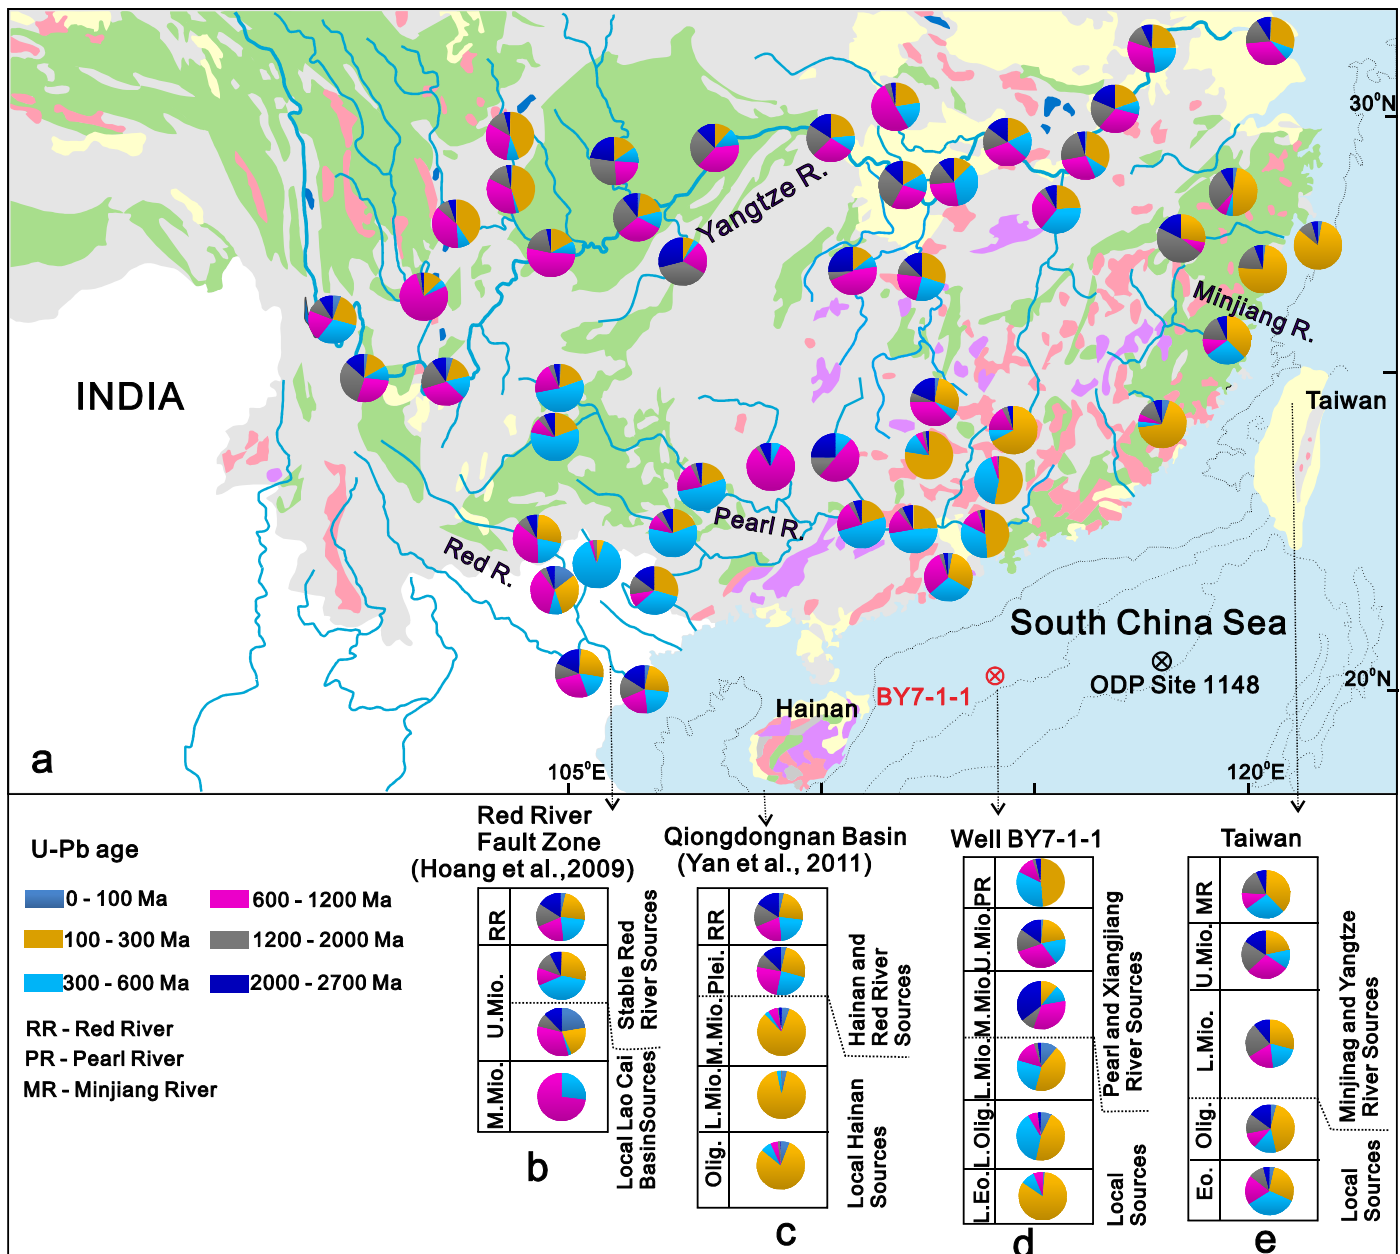 30⁰N
Yangtze R.
Minjiang R.
INDIA
Taiwan
Pearl R.
Red R.
South China Sea
ODP Site 1148
20⁰N
BY7-1-1
Hainan
a
105⁰E
120⁰E
U-Pb age
0 - 100 Ma
600 - 1200 Ma
100 - 300 Ma
1200 - 2000 Ma
300 - 600 Ma
2000 - 2700 Ma
RR - Red River
PR - Pearl River
MR - Minjiang River
Red River
Fault Zone
(Hoang et al.,2009)
RR
U.Mio.
M.Mio.
Stable Red
River Sources
Local Lao Cai
BasinSources
b
Qiongdongnan Basin
(Yan et al., 2011)
RR
Plei.
M.Mio.
L.Mio.
Olig.
Hainan and
Red River
Sources
Local Hainan
Sources
c
Well BY7-1-1
PR
U.Mio.
M.Mio.
L.Mio.
L.Olig.
L.Eo.
Pearl and Xiangjiang
River Sources
Local
Sources
d
Taiwan
MR
U.Mio.
L.Mio.
Olig.
Eo.
Minjinag and Yangtze
River Sources
Local
Sources
e